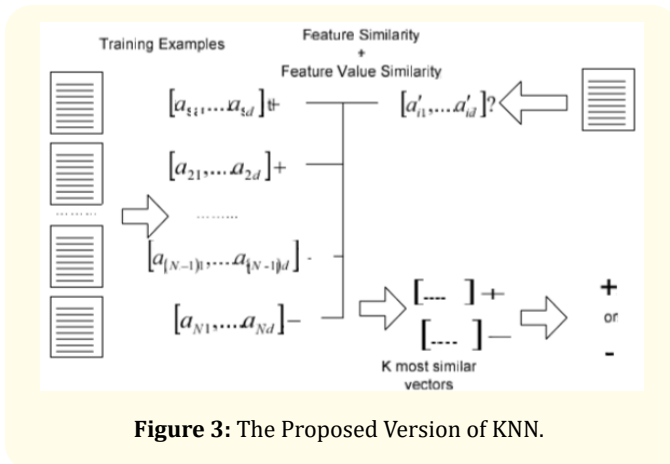 Training Examples
Feature Similarity
+
Feature Value Similarity
[a₁₁,...a₁d]+
[a'ᵢ₁,...a'ᵢd]?
[a₂₁,...a₂d]+
.........
.........
[a(N-1)1,...a(N-1)d] -
[aN1,...aNd]−
[.... ]+
[.... ]−
K most similar
vectors
+
or
-
Figure 3: The Proposed Version of KNN.